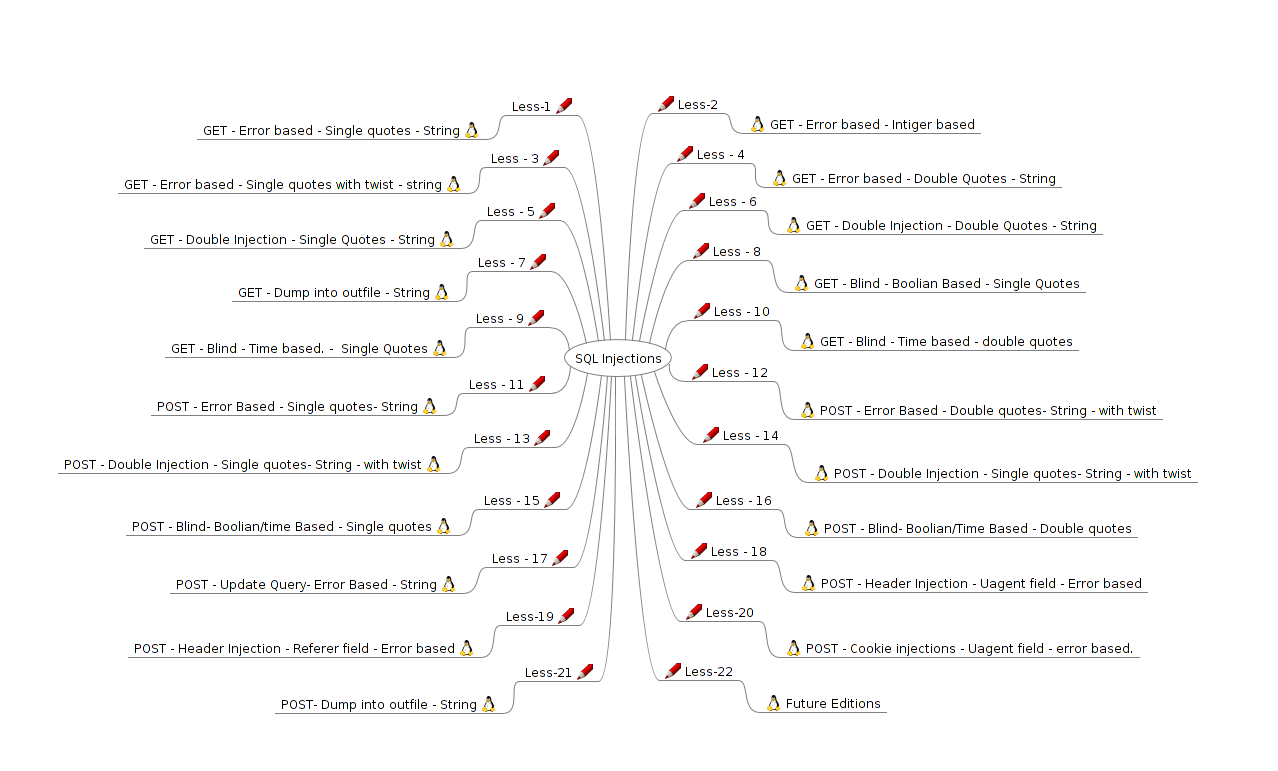 SQL Injections
Less-1
GET - Error based - Single quotes - String
Less-2
GET - Error based - Intiger based
Less - 3
GET - Error based - Single quotes with twist - string
Less - 4
GET - Error based - Double Quotes - String
Less - 5
GET - Double Injection - Single Quotes - String
Less - 6
GET - Double Injection - Double Quotes - String
Less - 7
GET - Dump into outfile - String
Less - 8
GET - Blind - Boolian Based - Single Quotes
Less - 9
GET - Blind - Time based. -  Single Quotes
Less - 10
GET - Blind - Time based - double quotes
Less - 11
POST - Error Based - Single quotes- String
Less - 12
POST - Error Based - Double quotes- String - with twist
Less - 13
POST - Double Injection - Single quotes- String - with twist
Less - 14
POST - Double Injection - Single quotes- String - with twist
Less - 15
POST - Blind- Boolian/time Based - Single quotes
Less - 16
POST - Blind- Boolian/Time Based - Double quotes
Less - 17
POST - Update Query- Error Based - String
Less - 18
POST - Header Injection - Uagent field - Error based
Less-19
POST - Header Injection - Referer field - Error based
Less-20
POST - Cookie injections - Uagent field - error based.
Less-21
POST- Dump into outfile - String
Less-22
Future Editions